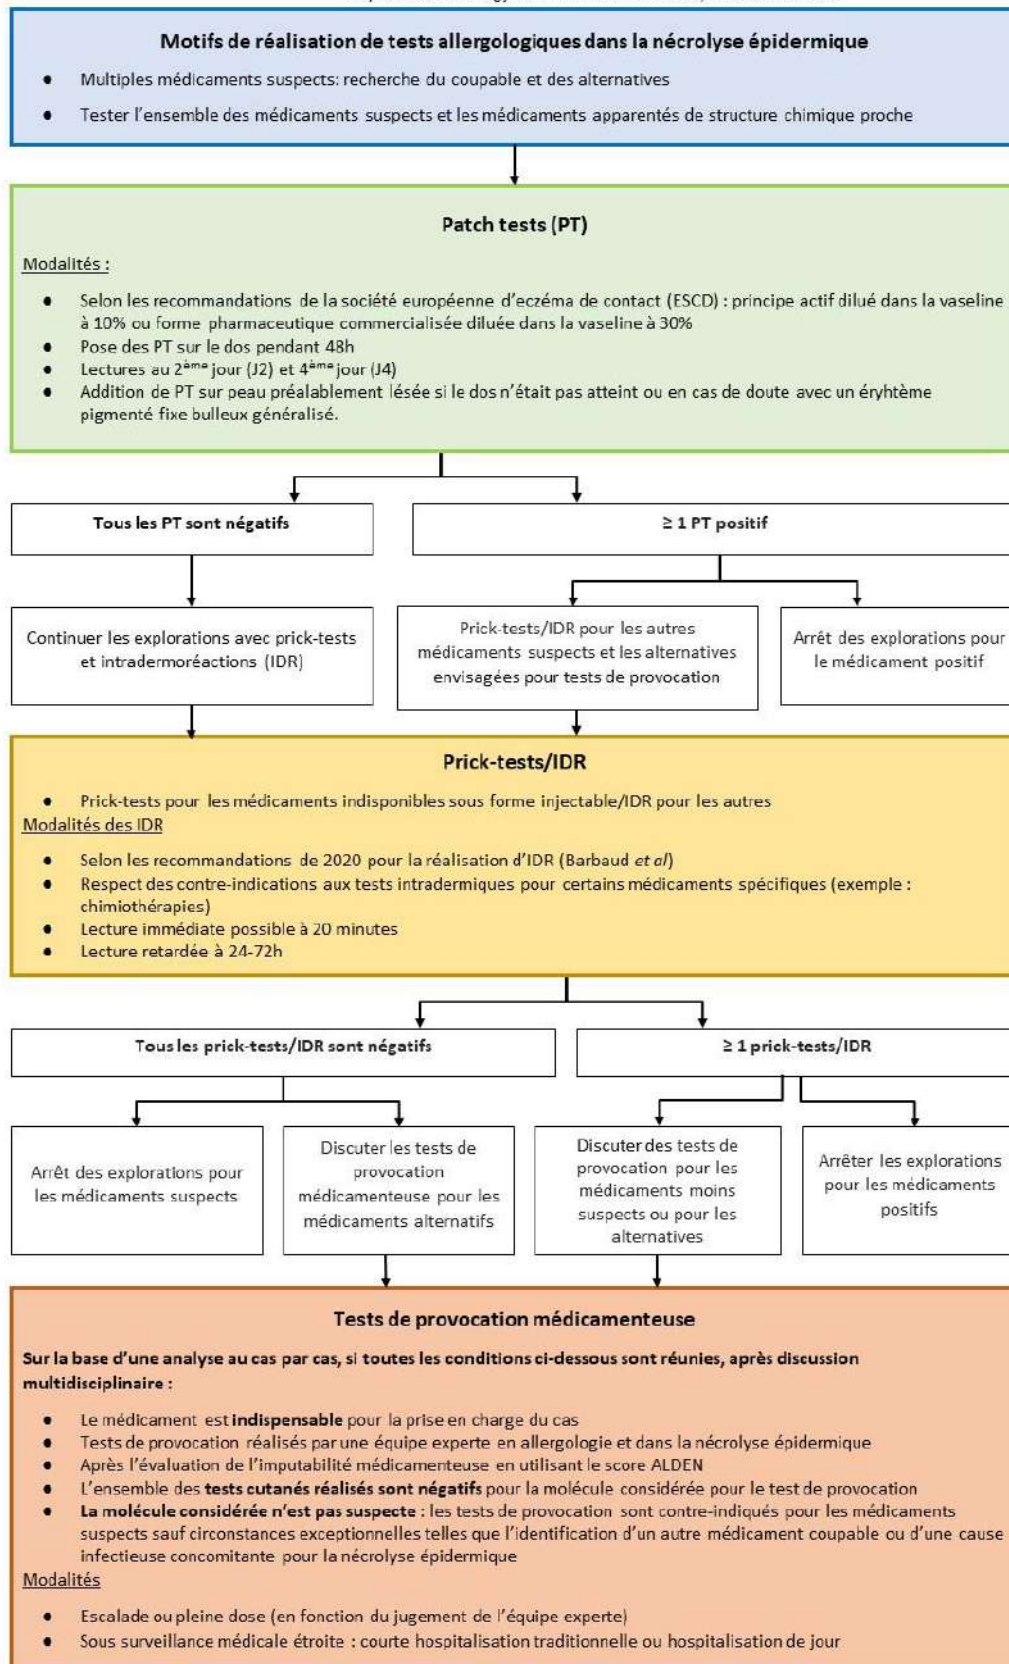 Motifs de réalisation de tests allergologiques dans la nécrolyse épidermique
● Multiples médicaments suspects: recherche du coupable et des alternatives
● Tester l'ensemble des médicaments suspects et les médicaments apparentés de structure chimique proche
Patch tests (PT)
Modalités :
● Selon les recommandations de la société européenne d'eczéma de contact (ESCD) : principe actif dilué dans la vaseline
à 10% ou forme pharmaceutique commercialisée diluée dans la vaseline à 30%
● Pose des PT sur le dos pendant 48h
● Lectures au 2ème jour (J2) et 4ème jour (J4)
● Addition de PT sur peau préalablement lésée si le dos n'était pas atteint ou en cas de doute avec un éryhtème
pigmenté fixe bulleux généralisé.
Tous les PT sont négatifs
≥ 1 PT positif
Continuer les explorations avec prick-tests
et intradermoréactions (IDR)
Prick-tests/IDR pour les autres
médicaments suspects et les alternatives
envisagées pour tests de provocation
Arrêt des explorations pour
le médicament positif
Prick-tests/IDR
● Prick-tests pour les médicaments indisponibles sous forme injectable/IDR pour les autres
Modalités des IDR
● Selon les recommandations de 2020 pour la réalisation d'IDR (Barbaud et al)
● Respect des contre-indications aux tests intradermiques pour certains médicaments spécifiques (exemple :
chimiothérapies)
● Lecture immédiate possible à 20 minutes
● Lecture retardée à 24-72h
Tous les prick-tests/IDR sont négatifs
≥ 1 prick-tests/IDR
Arrêt des explorations pour
les médicaments suspects
Discuter les tests de
provocation
médicamenteuse pour les
médicaments alternatifs
Discuter des tests de
provocation pour les
médicaments moins
suspects ou pour les
alternatives
Arrêter les explorations
pour les médicaments
positifs
Tests de provocation médicamenteuse
Sur la base d'une analyse au cas par cas, si toutes les conditions ci-dessous sont réunies, après discussion
multidisciplinaire :
● Le médicament est indispensable pour la prise en charge du cas
● Tests de provocation réalisés par une équipe experte en allergologie et dans la nécrolyse épidermique
● Après l'évaluation de l'imputabilité médicamenteuse en utilisant le score ALDEN
● L'ensemble des tests cutanés réalisés sont négatifs pour la molécule considérée pour le test de provocation
● La molécule considérée n'est pas suspecte : les tests de provocation sont contre-indiqués pour les médicaments
suspects sauf circonstances exceptionnelles telles que l'identification d'un autre médicament coupable ou d'une cause
infectieuse concomitante pour la nécrolyse épidermique
Modalités
● Escalade ou pleine dose (en fonction du jugement de l'équipe experte)
● Sous surveillance médicale étroite : courte hospitalisation traditionnelle ou hospitalisation de jour